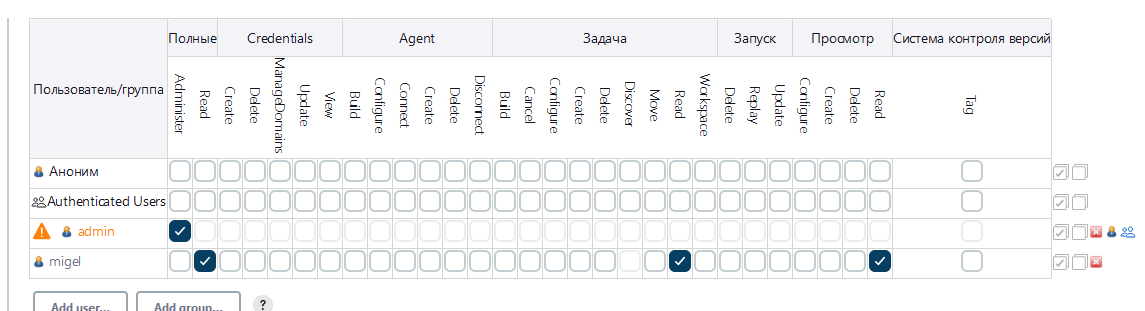 Пользователь/группа Полные Credentials Agent Задача Запуск Просмотр Система контроля версий
Administer Read Create Delete ManageDomains Update View Build Configure Connect Create Delete Disconnect Build Cancel Configure Create Delete Discover Move Read Workspace Delete Replay Update Configure Create Delete Read Tag
Аноним
Authenticated Users
admin
migel
Add user... Add group... ?